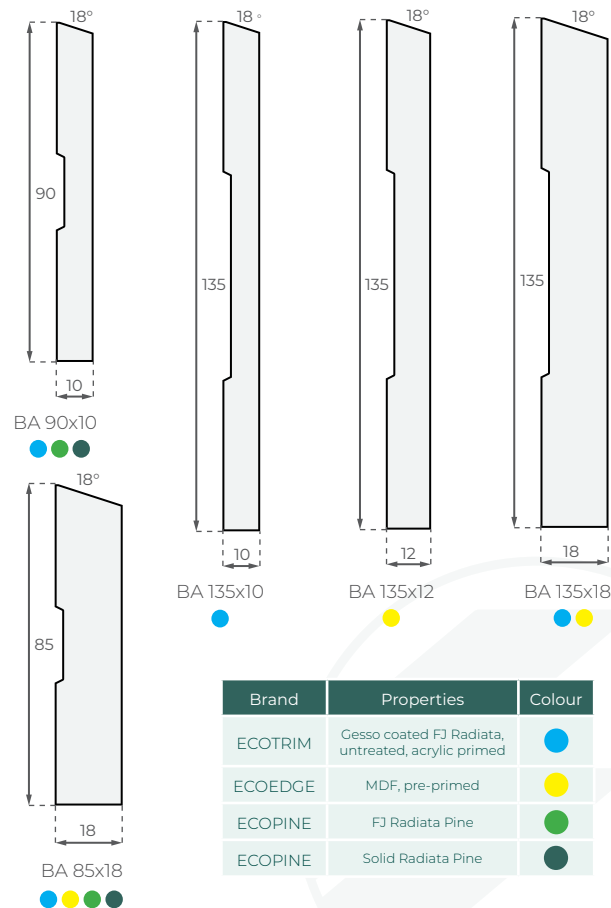 18°
90
10
BA 90x10
18°
135
10
BA 135x10
18°
135
12
BA 135x12
18°
135
18
BA 135x18
18°
85
18
BA 85x18
Brand Properties Colour
ECOTRIM Gesso coated FJ Radiata,
untreated, acrylic primed
ECOEDGE MDF, pre-primed
ECOPINE FJ Radiata Pine
ECOPINE Solid Radiata Pine